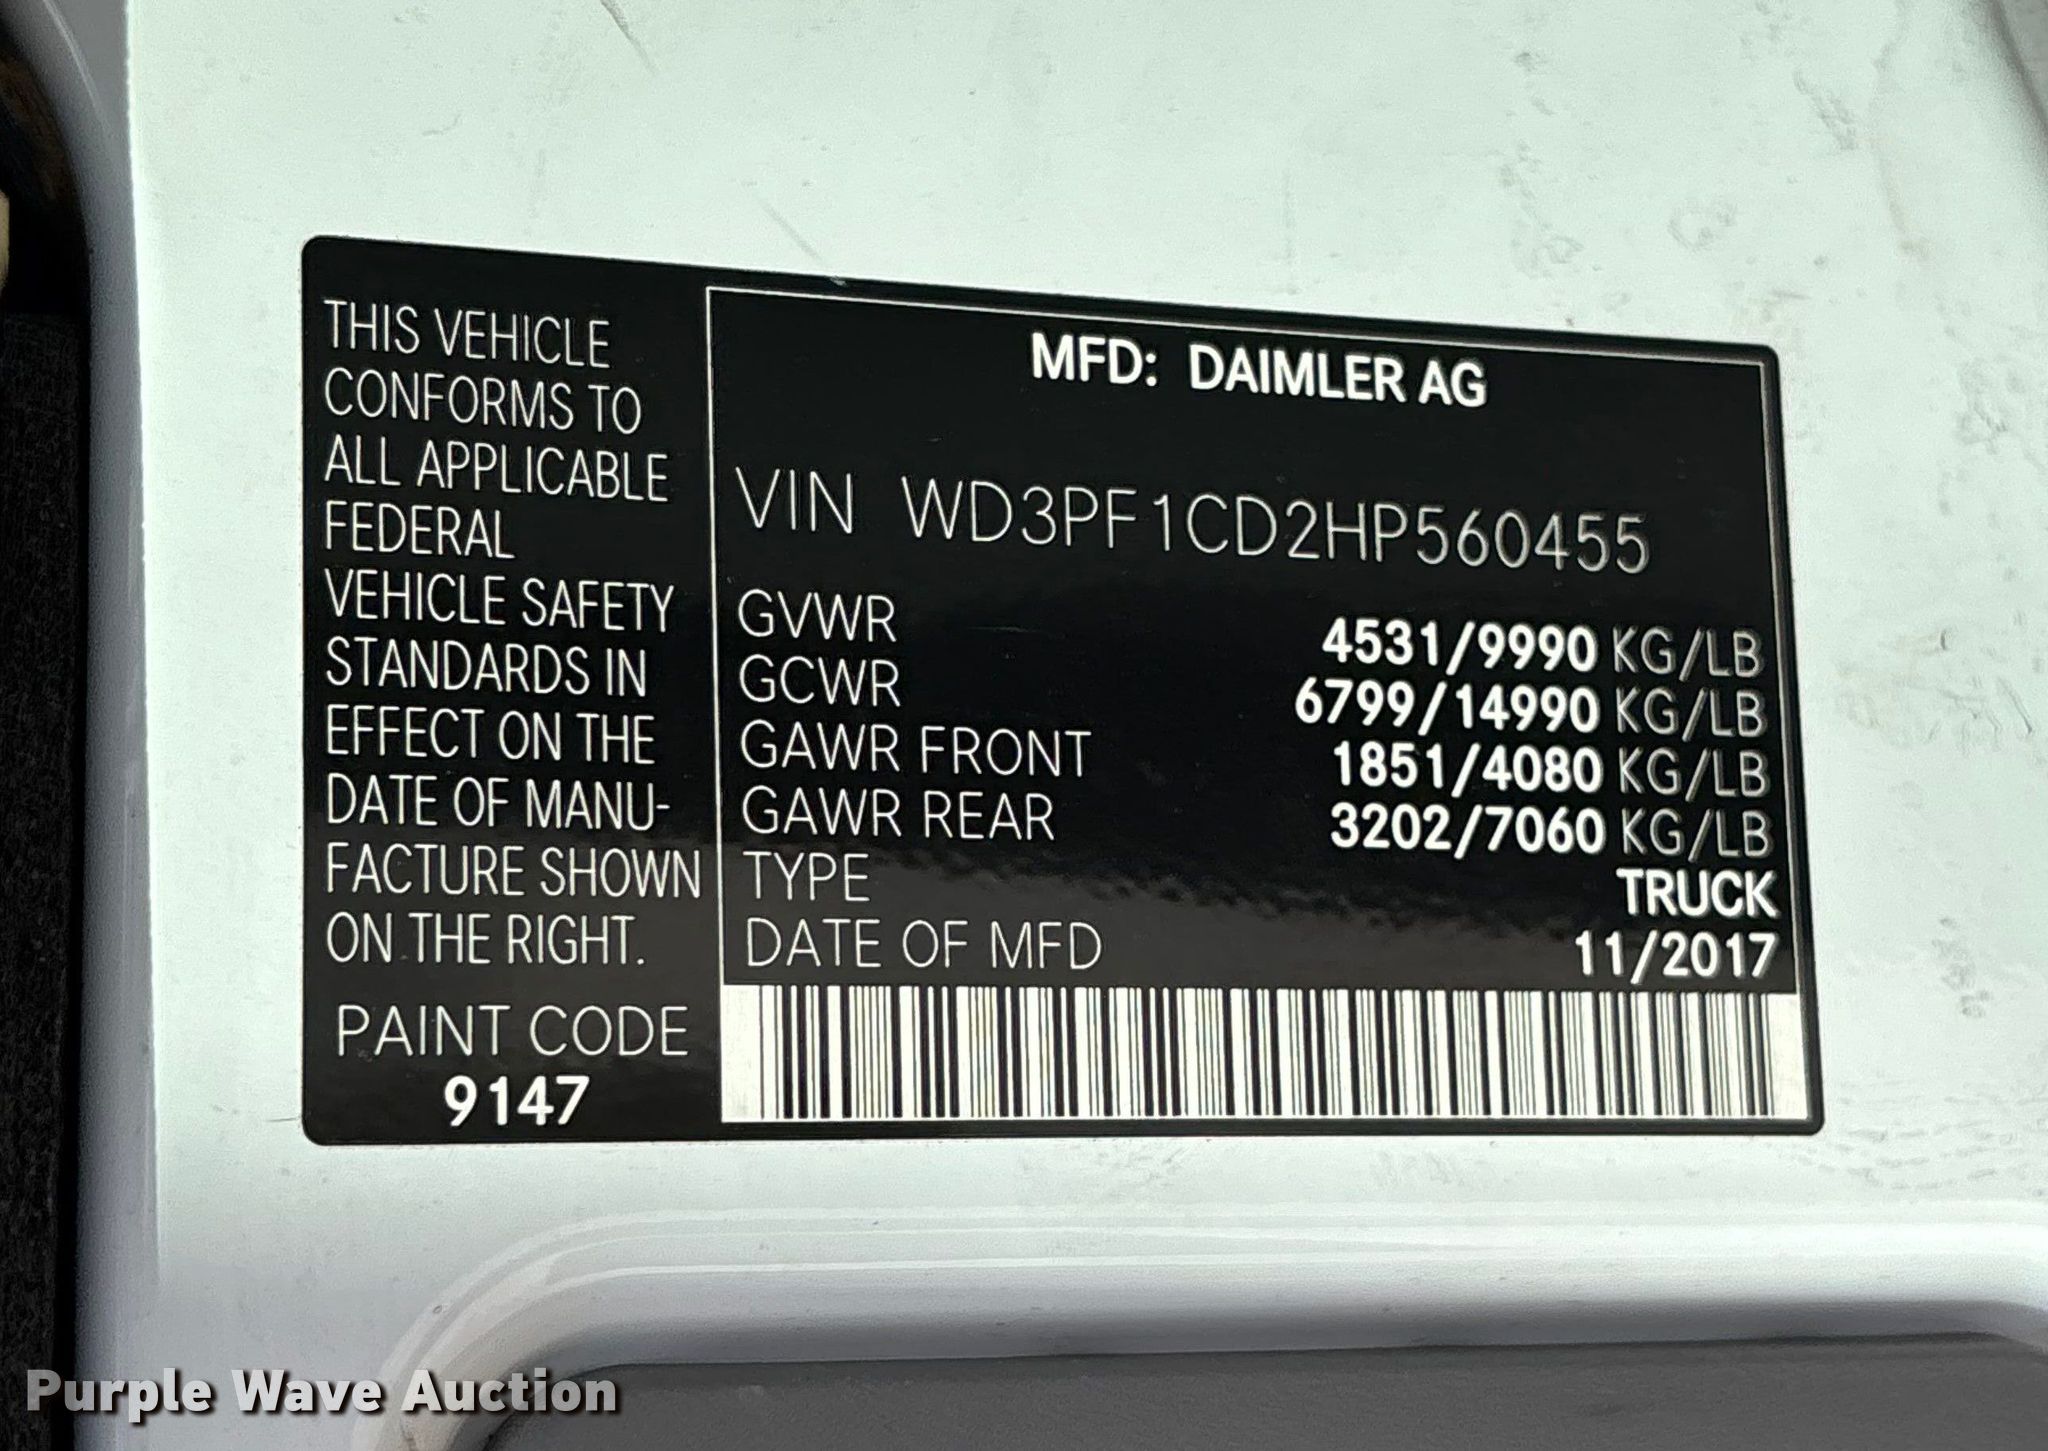 THIS VEHICLE
CONFORMS TO
ALL APPLICABLE
FEDERAL
VEHICLE SAFETY
STANDARDS IN
EFFECT ON THE
DATE OF MANU-
FACTURE SHOWN
ON THE RIGHT.
PAINT CODE
9147
MFD: DAIMLER AG
VIN WD3PF1CD2HP560455
GVWR 4531/9990 KG/LB
GCWR 6799/14990 KG/LB
GAWR FRONT 1851/4080 KG/LB
GAWR REAR 3202/7060 KG/LB
TYPE TRUCK
DATE OF MFD 11/2017
Purple Wave Auction